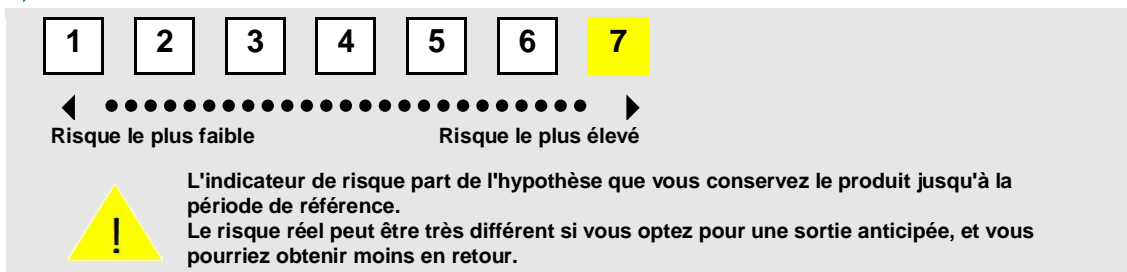 1 2 3 4 5 6 7
Risque le plus faible Risque le plus élevé
L'indicateur de risque part de l'hypothèse que vous conservez le produit jusqu'à la
période de référence.
Le risque réel peut être très différent si vous optez pour une sortie anticipée, et vous
pourriez obtenir moins en retour.
!